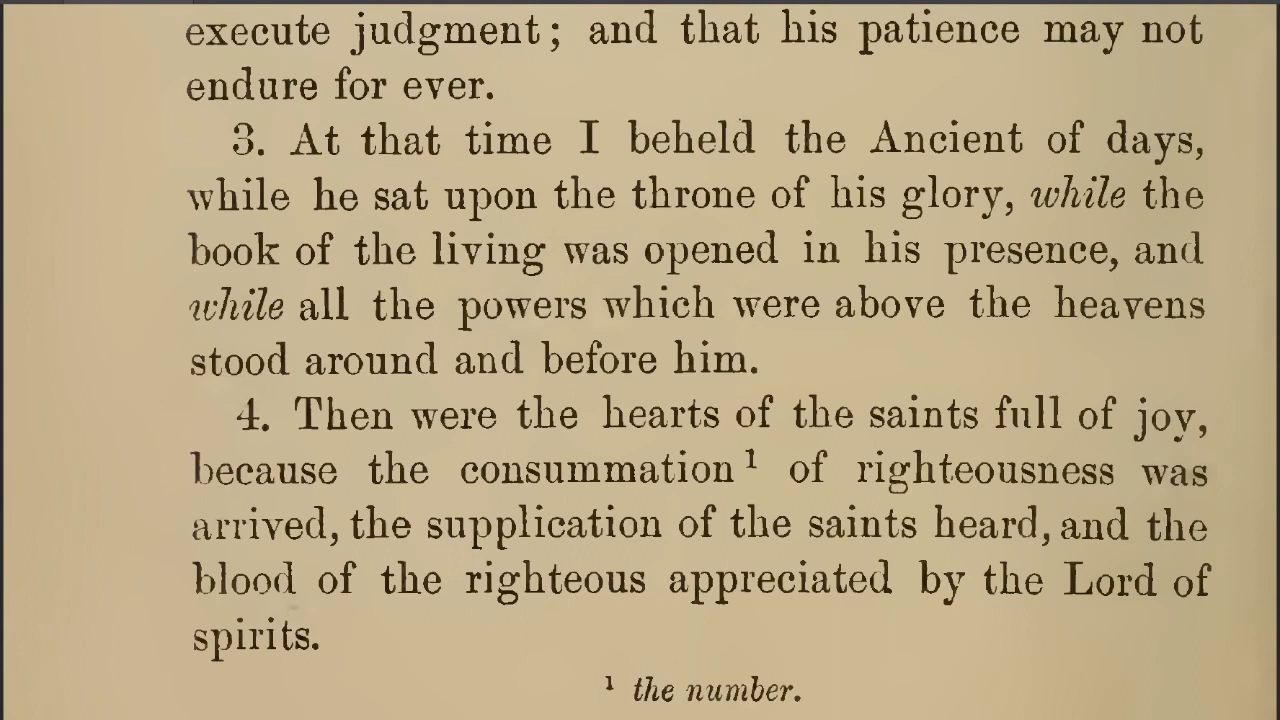 execute judgment; and that his patience may not
endure for ever.
3. At that time I beheld the Ancient of days,
while he sat upon the throne of his glory, while the
book of the living was opened in his presence, and
while all the powers which were above the heavens
stood around and before him.
4. Then were the hearts of the saints full of joy,
because the consummation¹ of righteousness was
arrived, the supplication of the saints heard, and the
blood of the righteous appreciated by the Lord of
spirits.
¹ the number.